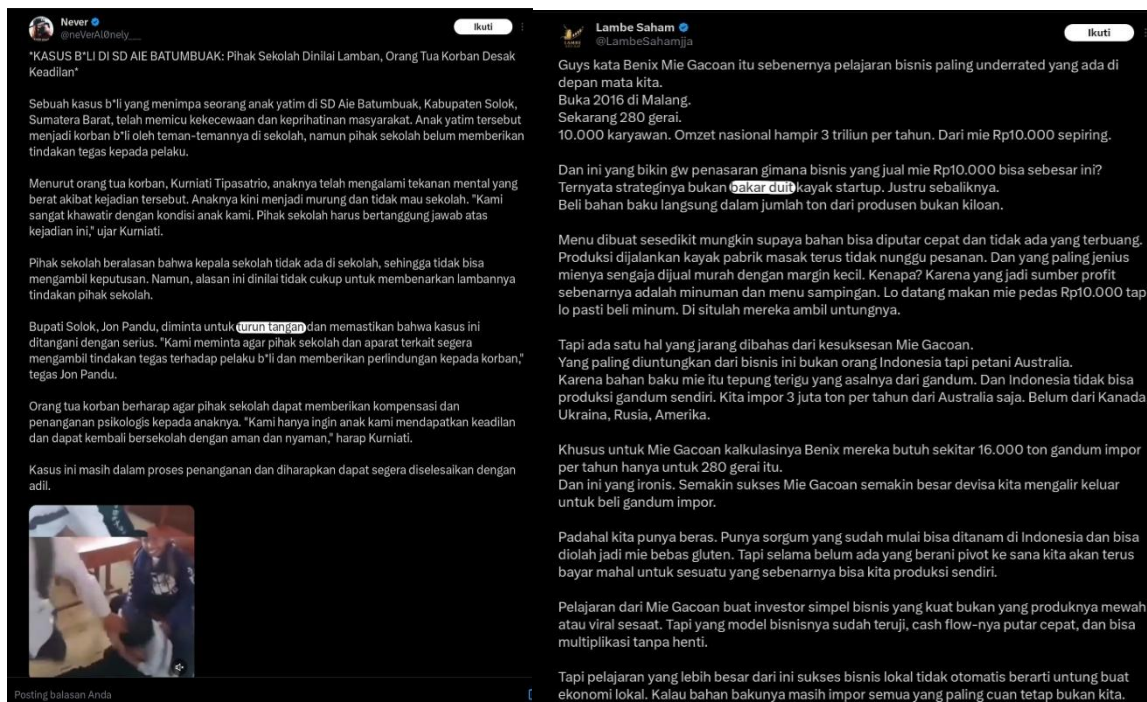 Never
@neVerAlØnely__
Ikuti
*KASUS B*LI DI SD AIE BATUMBUAK: Pihak Sekolah Dinilai Lamban, Orang Tua Korban Desak
Keadilan*
Sebuah kasus b*li yang menimpa seorang anak yatim di SD Aie Batumbuak, Kabupaten Solok,
Sumatera Barat, telah memicu kekecewaan dan keprihatinan masyarakat. Anak yatim tersebut
menjadi korban b*li oleh teman-temannya di sekolah, namun pihak sekolah belum memberikan
tindakan tegas kepada pelaku.
Menurut orang tua korban, Kurniati Tipasatrio, anaknya telah mengalami tekanan mental yang
berat akibat kejadian tersebut. Anaknya kini menjadi murung dan tidak mau sekolah. "Kami
sangat khawatir dengan kondisi anak kami. Pihak sekolah harus bertanggung jawab atas
kejadian ini," ujar Kurniati.
Pihak sekolah beralasan bahwa kepala sekolah tidak ada di sekolah, sehingga tidak bisa
mengambil keputusan. Namun, alasan ini dinilai tidak cukup untuk membenarkan lambannya
tindakan pihak sekolah.
Bupati Solok, Jon Pandu, diminta untuk turun tangan dan memastikan bahwa kasus ini
ditangani dengan serius. "Kami meminta agar pihak sekolah dan aparat terkait segera
mengambil tindakan tegas terhadap pelaku b*li dan memberikan perlindungan kepada korban,"
tegas Jon Pandu.
Orang tua korban berharap agar pihak sekolah dapat memberikan kompensasi dan
penanganan psikologis kepada anaknya. "Kami hanya ingin anak kami mendapatkan keadilan
dan dapat kembali bersekolah dengan aman dan nyaman," harap Kurniati.
Kasus ini masih dalam proses penanganan dan diharapkan dapat segera diselesaikan dengan
adil.
Posting balasan Anda
Lambe Saham
@LambeSahamjja
Ikuti
Guys kata Benix Mie Gacoan itu sebenernya pelajaran bisnis paling underrated yang ada di
depan mata kita.
Buka 2016 di Malang.
Sekarang 280 gerai.
10.000 karyawan. Omzet nasional hampir 3 triliun per tahun. Dari mie Rp10.000 sepiring.
Dan ini yang bikin gw penasaran gimana bisnis yang jual mie Rp10.000 bisa sebesar ini?
Ternyata strateginya bukan bakar duit kayak startup. Justru sebaliknya.
Beli bahan baku langsung dalam jumlah ton dari produsen bukan kiloan.
Menu dibuat sesedikit mungkin supaya bahan bisa diputar cepat dan tidak ada yang terbuang.
Produksi dijalankan kayak pabrik masak terus tidak nunggu pesanan. Dan yang paling jenius
mienya sengaja dijual murah dengan margin kecil. Kenapa? Karena yang jadi sumber profit
sebenarnya adalah minuman dan menu sampingan. Lo datang makan mie pedas Rp10.000 tap
lo pasti beli minum. Di situlah mereka ambil untungnya.
Tapi ada satu hal yang jarang dibahas dari kesuksesan Mie Gacoan.
Yang paling diuntungkan dari bisnis ini bukan orang Indonesia tapi petani Australia.
Karena bahan baku mie itu tepung terigu yang asalnya dari gandum. Dan Indonesia tidak bisa
produksi gandum sendiri. Kita impor 3 juta ton per tahun dari Australia saja. Belum dari Kanada
Ukraina, Rusia, Amerika.
Khusus untuk Mie Gacoan kalkulasinya Benix mereka butuh sekitar 16.000 ton gandum impor
per tahun hanya untuk 280 gerai itu.
Dan ini yang ironis. Semakin sukses Mie Gacoan semakin besar devisa kita mengalir keluar
untuk beli gandum impor.
Padahal kita punya beras. Punya sorgum yang sudah mulai bisa ditanam di Indonesia dan bisa
diolah jadi mie bebas gluten. Tapi selama belum ada yang berani pivot ke sana kita akan terus
bayar mahal untuk sesuatu yang sebenarnya bisa kita produksi sendiri.
Pelajaran dari Mie Gacoan buat investor simpel bisnis yang kuat bukan yang produknya mewah
atau viral sesaat. Tapi yang model bisnisnya sudah teruji, cash flow-nya putar cepat, dan bisa
multiplikasi tanpa henti.
Tapi pelajaran yang lebih besar dari ini sukses bisnis lokal tidak otomatis berarti untung buat
ekonomi lokal. Kalau bahan bakunya masih impor semua yang paling cuan tetap bukan kita.